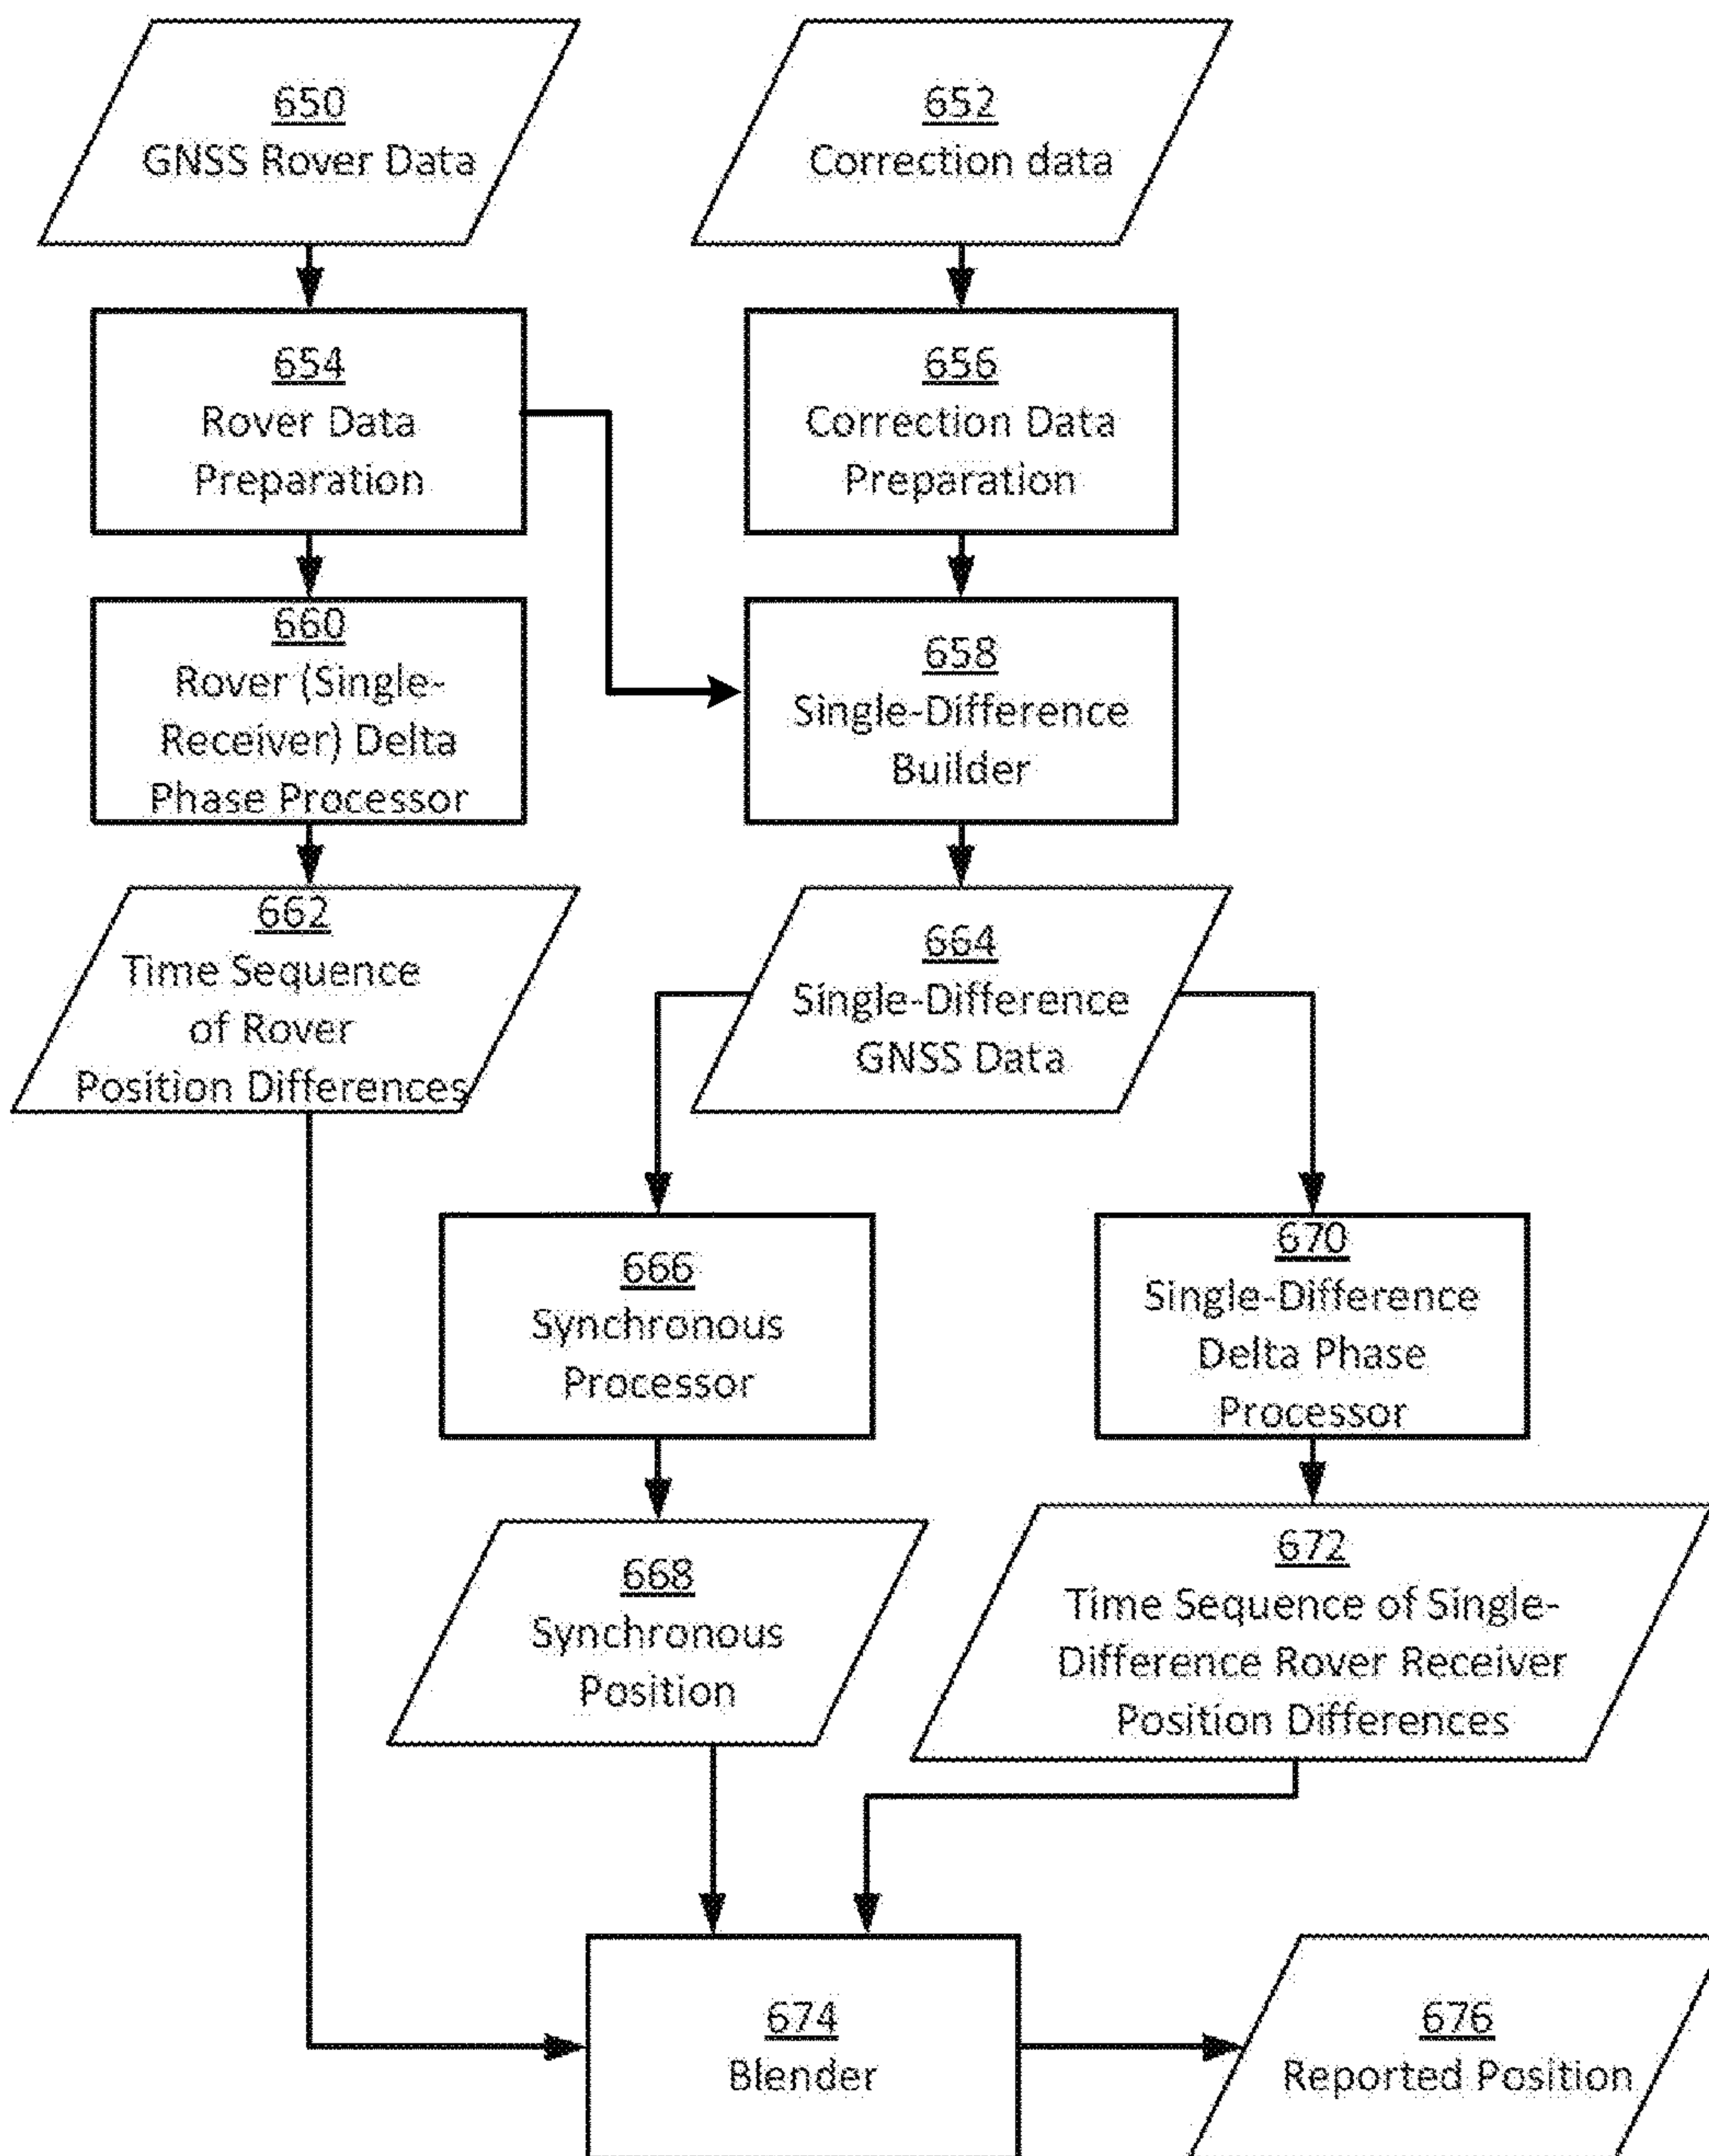 650
GNSS Rover Data
652
Correction data
654
Rover Data
Preparation
656
Correction Data
Preparation
660
Rover (Single-
Receiver) Delta
Phase Processor
658
Single-Difference
Builder
662
Time Sequence
of Rover
Position Differences
664
Single-Difference
GNSS Data
666
Synchronous
Processor
670
Single-Difference
Delta Phase
Processor
668
Synchronous
Position
672
Time Sequence of Single-
Difference Rover Receiver
Position Differences
674
Blender
676
Reported Position